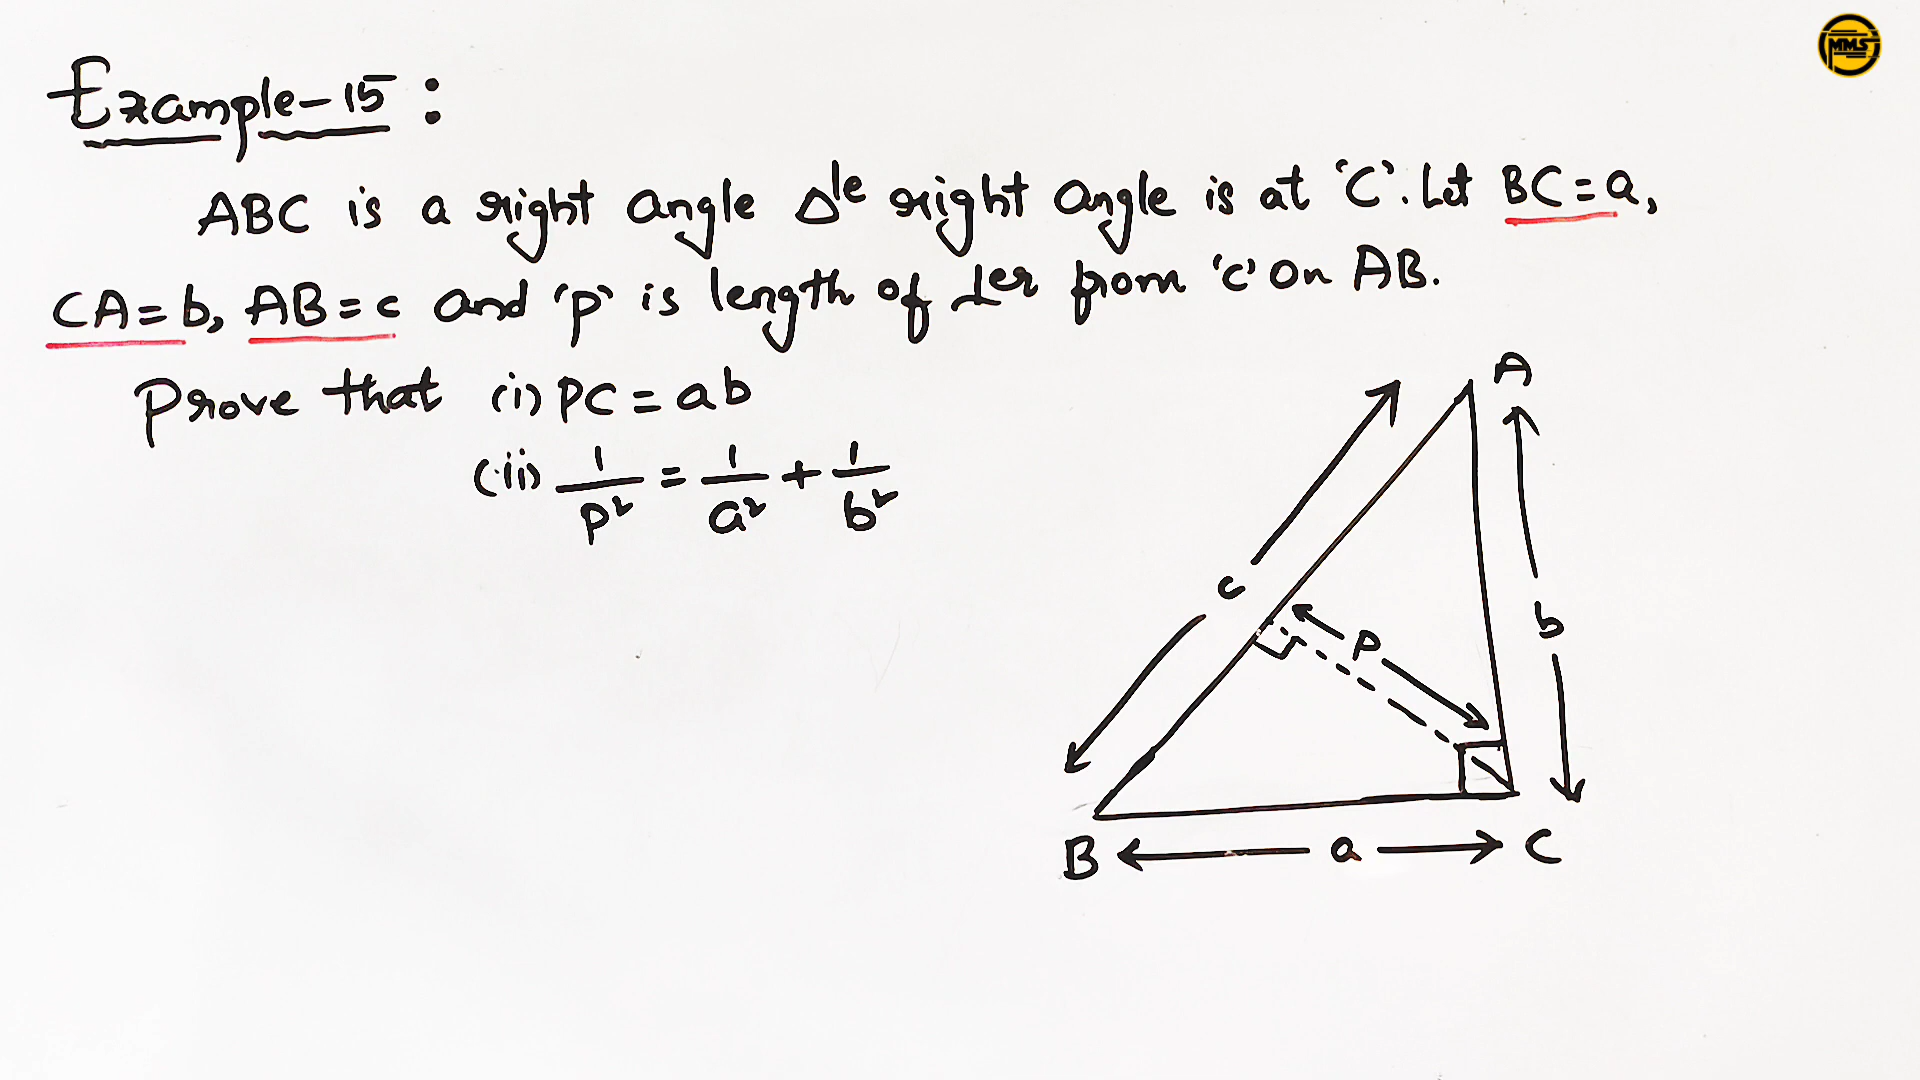 MMS
Example-15:
ABC is a right angle Δle right angle is at 'C'. Let BC=a,
CA=b, AB=c and 'p' is length of ⊥er from 'c' on AB.
Prove that (i) PC=ab
(ii) 1/p² = 1/a² + 1/b²
A
c
p
b
B
a
C